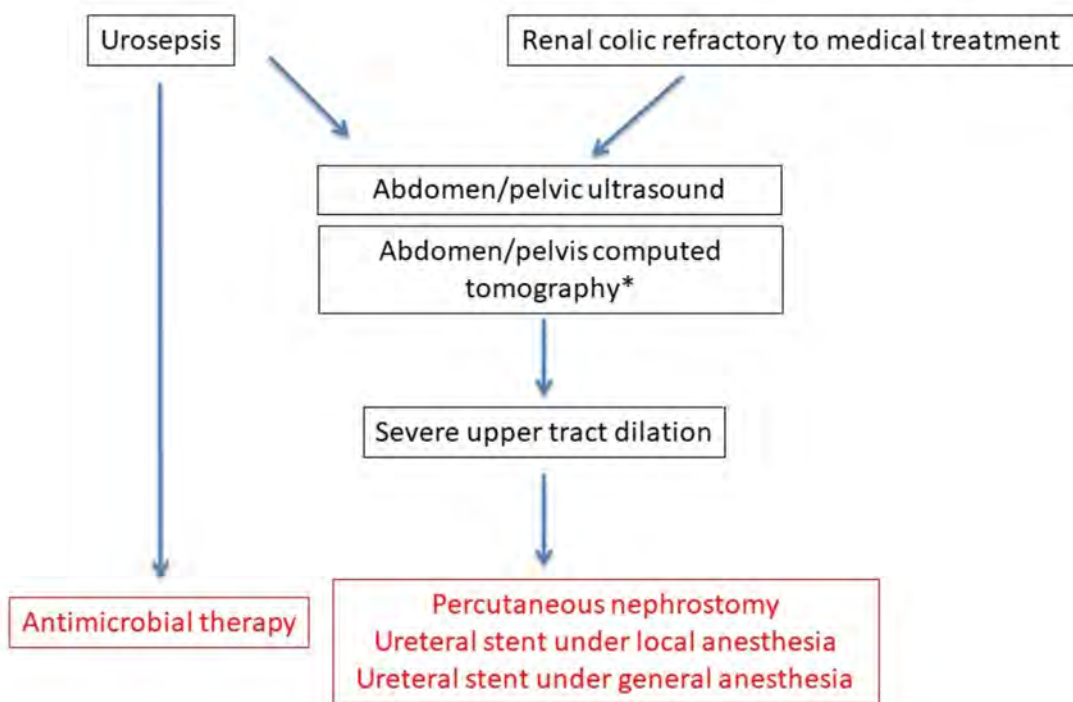 Urosepsis
Renal colic refractory to medical treatment
Abdomen/pelvic ultrasound
Abdomen/pelvis computed
tomography*
Severe upper tract dilation
Antimicrobial therapy
Percutaneous nephrostomy
Ureteral stent under local anesthesia
Ureteral stent under general anesthesia